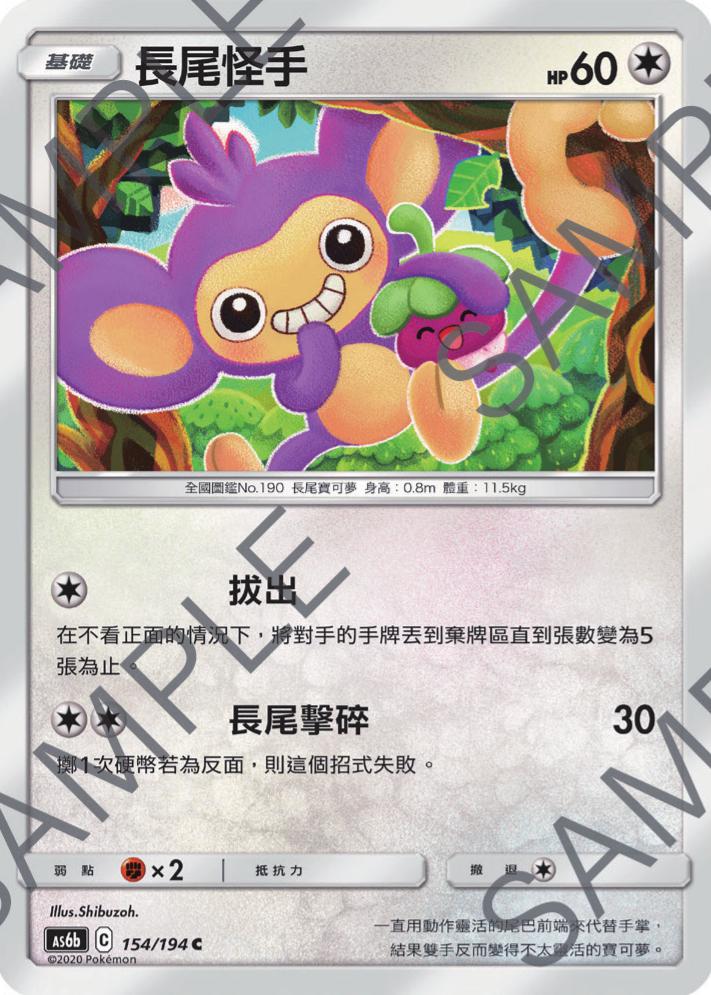 基礎 長尾怪手 HP60
全國圖鑑No.190 長尾寶可夢 身高：0.8m 體重：11.5kg
拔出
在不看正面的情況下，將對手的手牌丟到棄牌區直到張數變為5
張為止。
長尾擊碎 30
擲1次硬幣若為反面，則這個招式失敗。
弱點 ×2 抵抗力 撤退
Illus.Shibuzoh.
AS6b C 154/194 C
©2020 Pokémon
一直用動作靈活的尾巴前端來代替手掌，
結果雙手反而變得不太靈活的寶可夢。
SAMPLE
SAMPLE
SAMPLE
SAMPLE